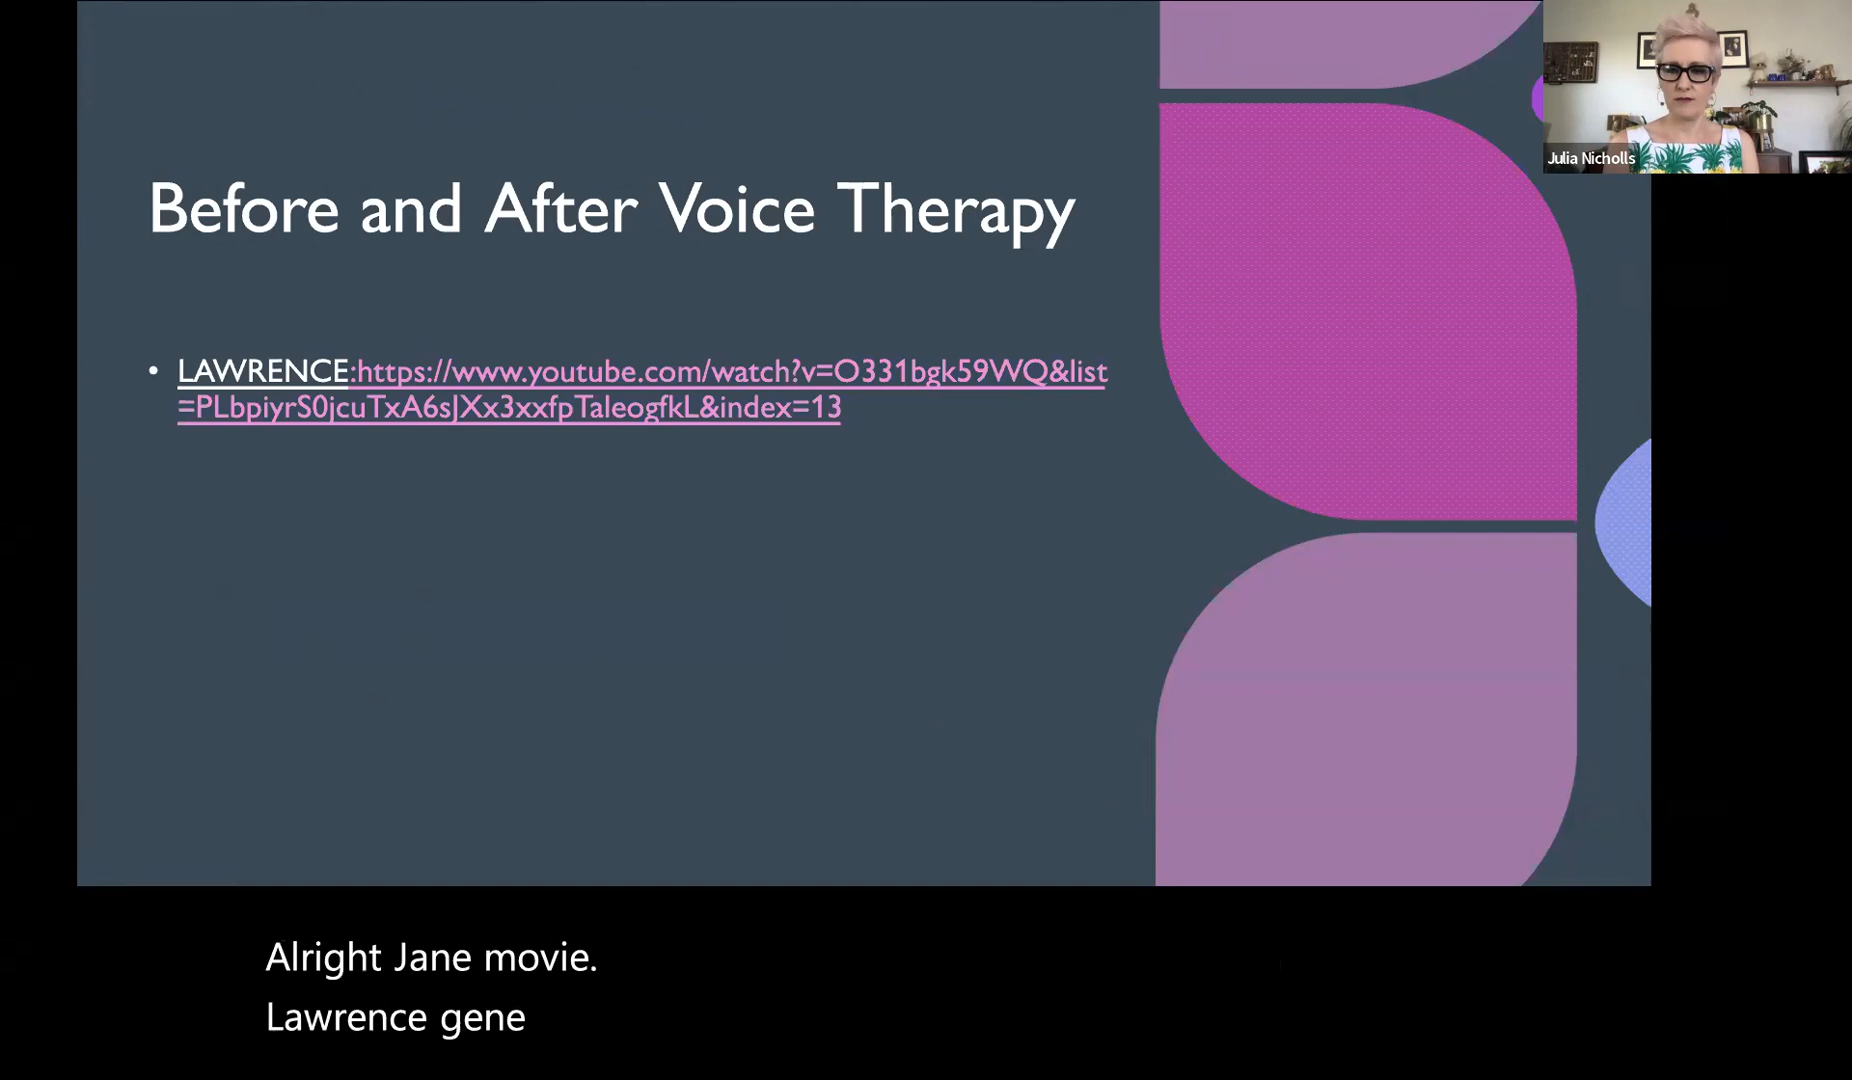 Before and After Voice Therapy
• LAWRENCE:https://www.youtube.com/watch?v=O331bgk59WQ&list
=PLbpiyrS0jcuTxA6sJXx3xxfpTaleogfkL&index=13
Julia Nicholls
Alright Jane movie.
Lawrence gene